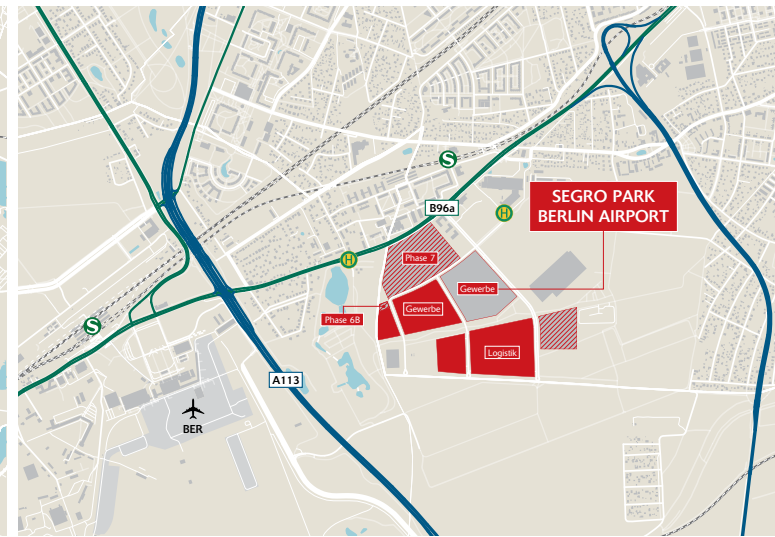 S
SEGRO PARK
BERLIN AIRPORT
B96a
H
Phase 7
H
Gewerbe
Gewerbe
Phase 6B
S
Logistik
A113
BER